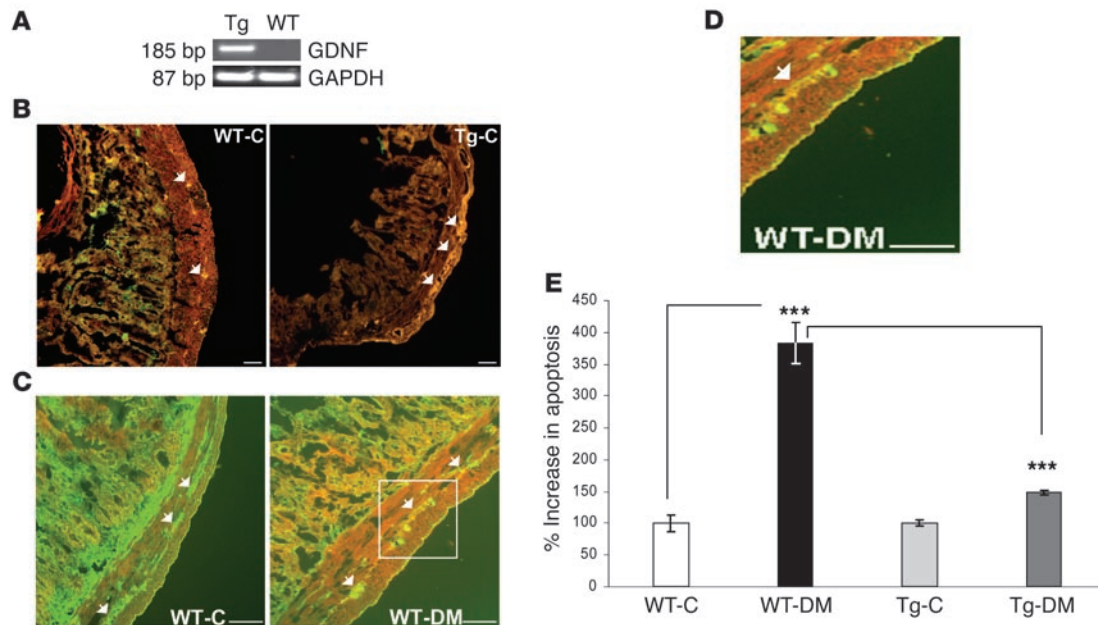 A
Tg WT
185 bp GDNF
87 bp GAPDH
B
WT-C
Tg-C
C
WT-C
WT-DM
D
WT-DM
E
% Increase in apoptosis
450
400
350
300
250
200
150
100
50
0
***
***
WT-C WT-DM Tg-C Tg-DM